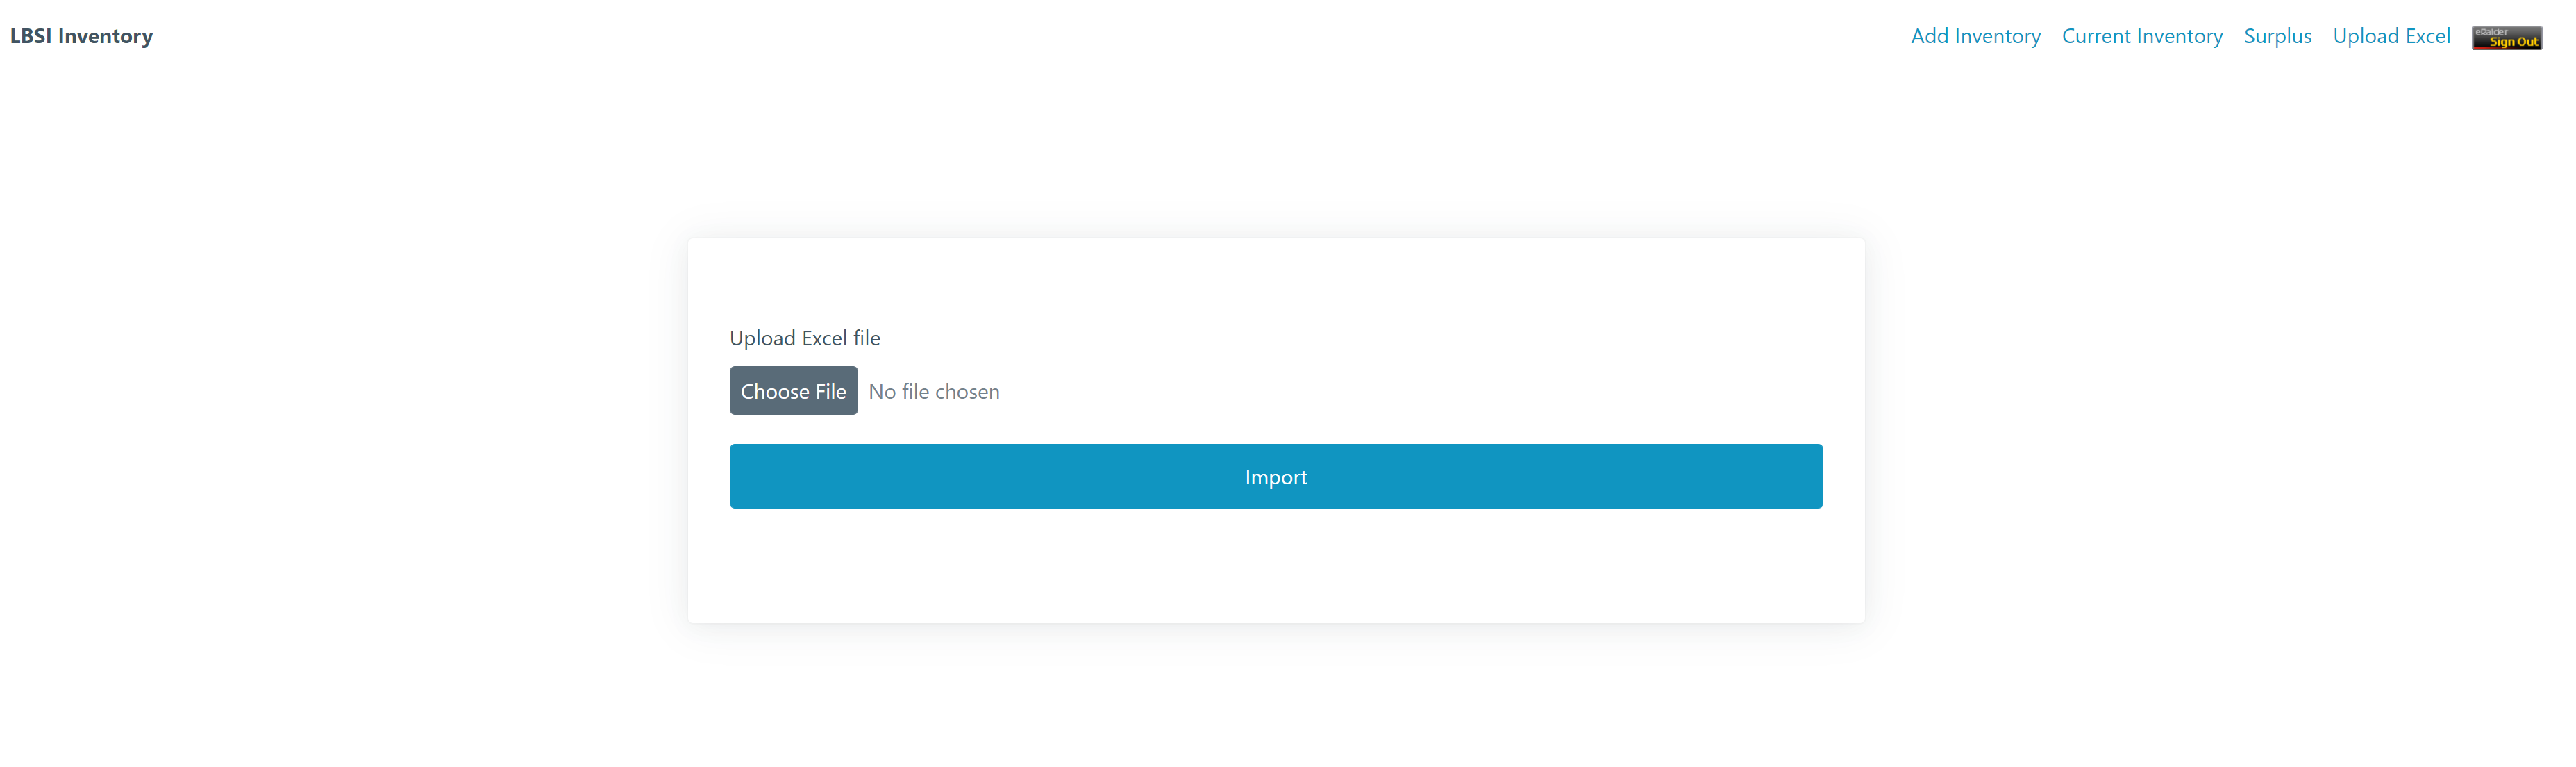 LBSI Inventory
Add Inventory Current Inventory Surplus Upload Excel
eRaider
Sign Out
Upload Excel file
Choose File No file chosen
Import